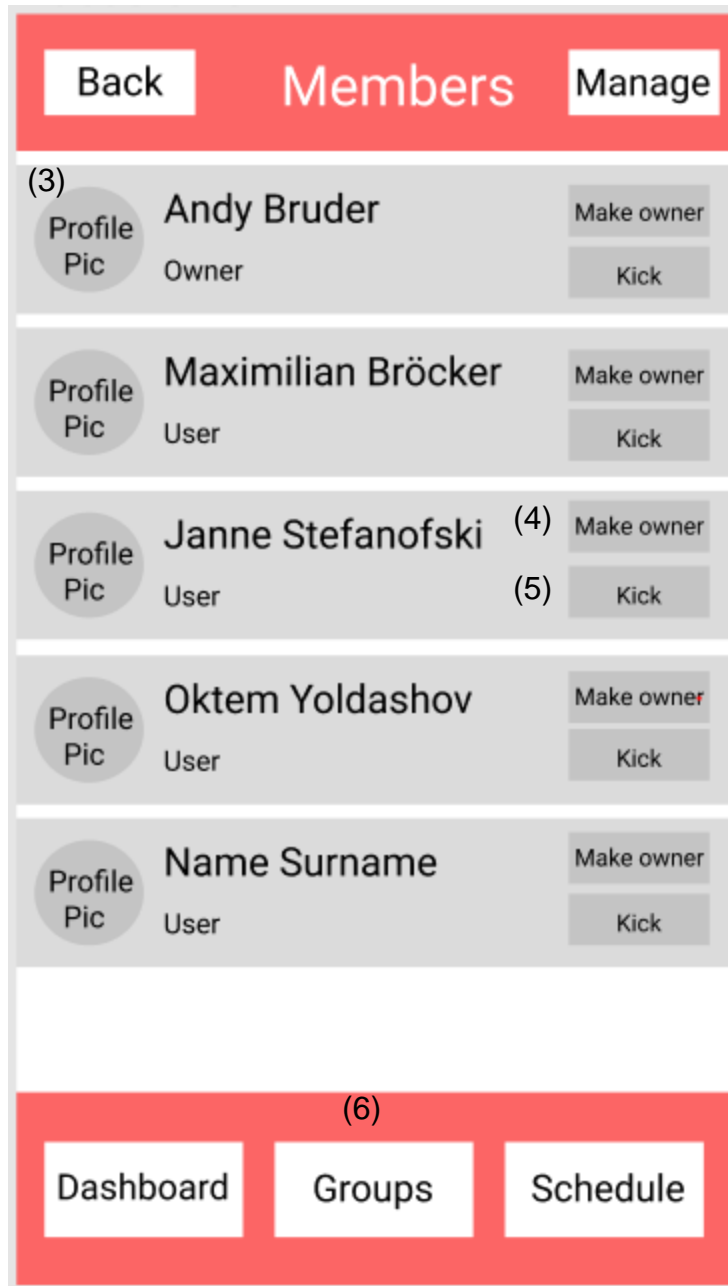 Back Members Manage
(3)
Profile Pic
Andy Bruder
Owner
Make owner
Kick
Profile Pic
Maximilian Bröcker
User
Make owner
Kick
Profile Pic
Janne Stefanofski
User
(4) Make owner
(5) Kick
Profile Pic
Oktem Yoldashov
User
Make owner
Kick
Profile Pic
Name Surname
User
Make owner
Kick
(6)
Dashboard Groups Schedule